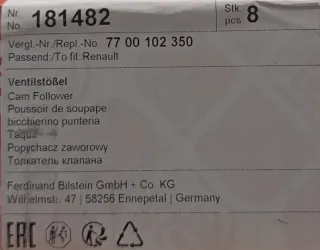 Nr.
No. 181482
Stk
pcs 8
Vergl.-Nr./Repl.-No. 77 00 102 350
Passend:/To fit: Renault
Ventilstößel
Cam Follower
Poussoir de soupape
bicchierino punteria
Popychacz zaworowy
Толкатель клапана
Ferdinand Bilstein GmbH + Co. KG
Wilhelmstr. 47 | 58256 Ennepetal | Germany
EAC